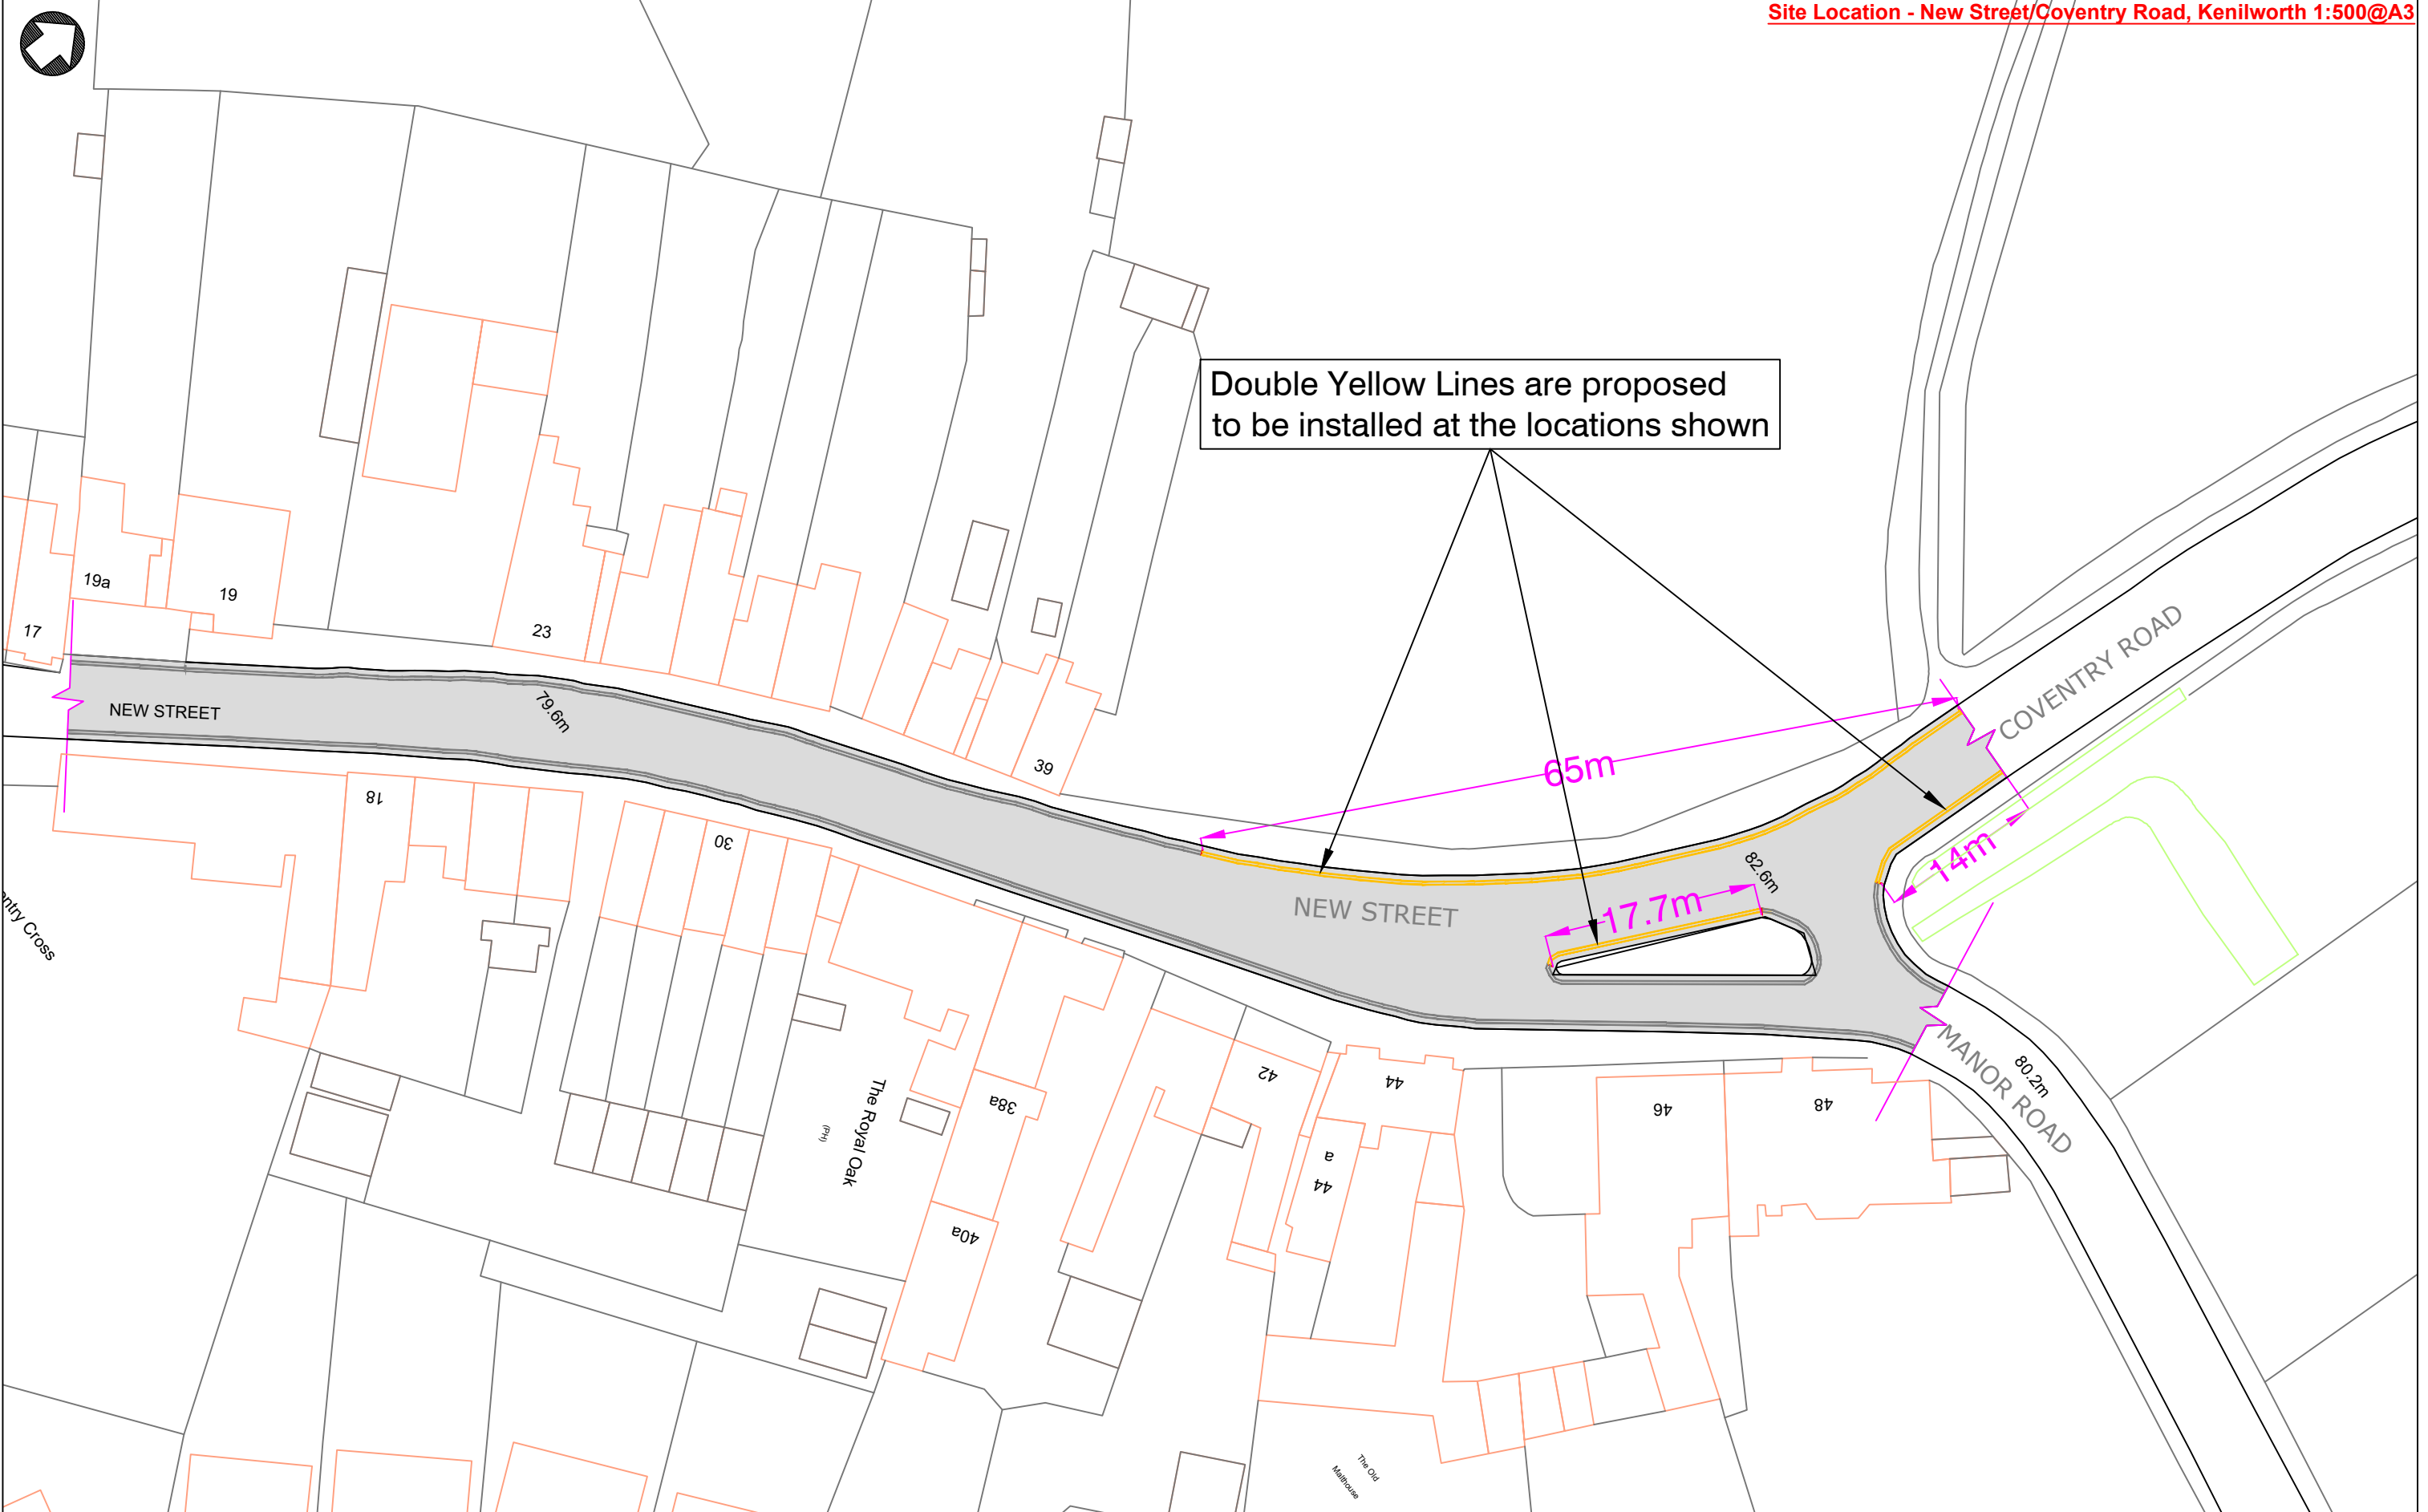 Site Location - New Street/Coventry Road, Kenilworth 1:500@A3
Double Yellow Lines are proposed
to be installed at the locations shown
19a
19
17
23
39
NEW STREET
79.6m
65m
COVENTRY ROAD
14m
82.6m
17.7m
NEW STREET
18
30
ntry Cross
The Royal Oak
(PH)
38a
40a
42
44
a
44
46
48
MANOR ROAD
80.2m
The Old
Malthouse